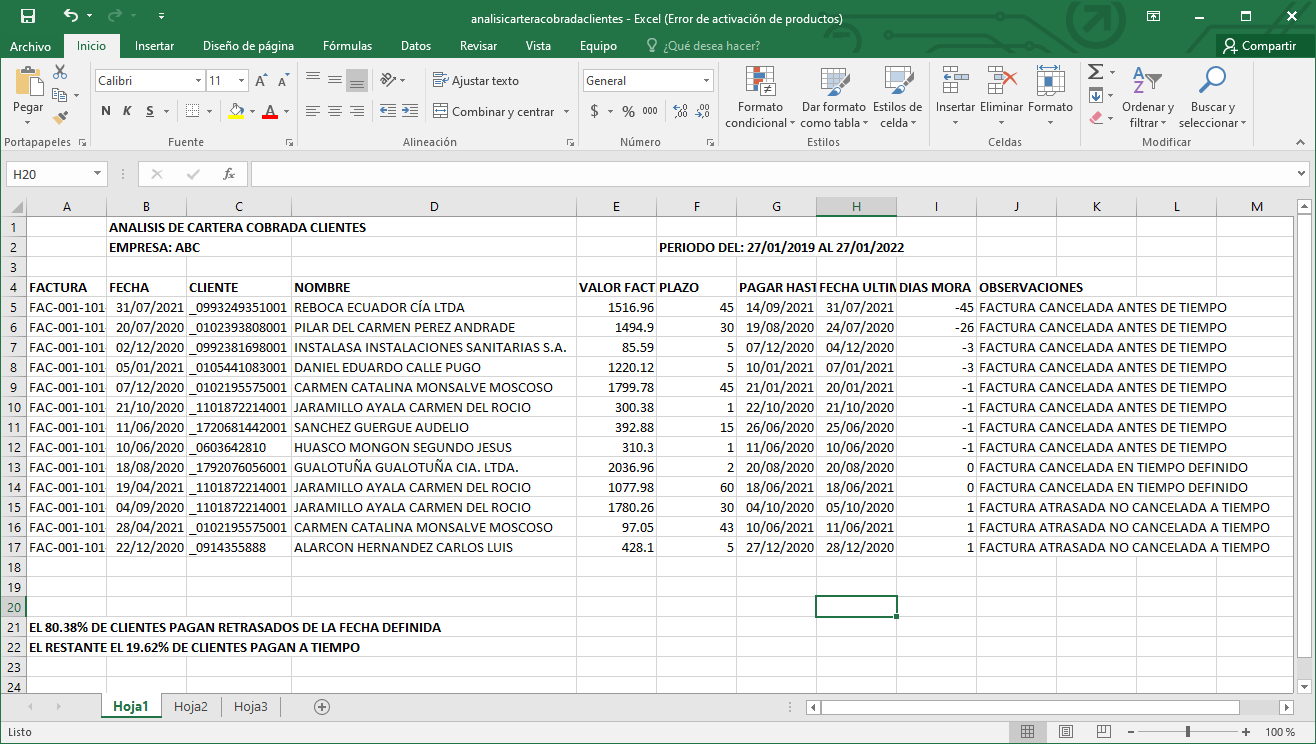 analisicarteracobradaclientes - Excel (Error de activación de productos)
Archivo Inicio Insertar Diseño de página Fórmulas Datos Revisar Vista Equipo ¿Qué desea hacer? Compartir
Pegar
Calibri 11
N K S
Ajustar texto
Combinar y centrar
General
$ % 000
Formato condicional
Dar formato como tabla
Estilos de celda
Insertar Eliminar Formato
Ordenar y filtrar
Buscar y seleccionar
Portapapeles Fuente Alineación Número Estilos Celdas Modificar
H20 fx
A B C D E F G H I J K L M
1 ANALISIS DE CARTERA COBRADA CLIENTES
2 EMPRESA: ABC PERIODO DEL: 27/01/2019 AL 27/01/2022
3
4 FACTURA FECHA CLIENTE NOMBRE VALOR FACT PLAZO PAGAR HAST FECHA ULTIM DIAS MORA OBSERVACIONES
5 FAC-001-101- 31/07/2021 _0993249351001 REBOCA ECUADOR CÍA LTDA 1516.96 45 14/09/2021 31/07/2021 -45 FACTURA CANCELADA ANTES DE TIEMPO
6 FAC-001-101- 20/07/2020 _0102393808001 PILAR DEL CARMEN PEREZ ANDRADE 1494.9 30 19/08/2020 24/07/2020 -26 FACTURA CANCELADA ANTES DE TIEMPO
7 FAC-001-101- 02/12/2020 _0992381698001 INSTALASA INSTALACIONES SANITARIAS S.A. 85.59 5 07/12/2020 04/12/2020 -3 FACTURA CANCELADA ANTES DE TIEMPO
8 FAC-001-101- 05/01/2021 _0105441083001 DANIEL EDUARDO CALLE PUGO 1220.12 5 10/01/2021 07/01/2021 -3 FACTURA CANCELADA ANTES DE TIEMPO
9 FAC-001-101- 07/12/2020 _0102195575001 CARMEN CATALINA MONSALVE MOSCOSO 1799.78 45 21/01/2021 20/01/2021 -1 FACTURA CANCELADA ANTES DE TIEMPO
10 FAC-001-101- 21/10/2020 _1101872214001 JARAMILLO AYALA CARMEN DEL ROCIO 300.38 1 22/10/2020 21/10/2020 -1 FACTURA CANCELADA ANTES DE TIEMPO
11 FAC-001-101- 11/06/2020 _1720681442001 SANCHEZ GUERGUE AUDELIO 392.88 15 26/06/2020 25/06/2020 -1 FACTURA CANCELADA ANTES DE TIEMPO
12 FAC-001-101- 10/06/2020 _0603642810 HUASCO MONGON SEGUNDO JESUS 310.3 1 11/06/2020 10/06/2020 -1 FACTURA CANCELADA ANTES DE TIEMPO
13 FAC-001-101- 18/08/2020 _1792076056001 GUALOTUÑA GUALOTUÑA CIA. LTDA. 2036.96 2 20/08/2020 20/08/2020 0 FACTURA CANCELADA EN TIEMPO DEFINIDO
14 FAC-001-101- 19/04/2021 _1101872214001 JARAMILLO AYALA CARMEN DEL ROCIO 1077.98 60 18/06/2021 18/06/2021 0 FACTURA CANCELADA EN TIEMPO DEFINIDO
15 FAC-001-101- 04/09/2020 _1101872214001 JARAMILLO AYALA CARMEN DEL ROCIO 1780.26 30 04/10/2020 05/10/2020 1 FACTURA ATRASADA NO CANCELADA A TIEMPO
16 FAC-001-101- 28/04/2021 _0102195575001 CARMEN CATALINA MONSALVE MOSCOSO 97.05 43 10/06/2021 11/06/2021 1 FACTURA ATRASADA NO CANCELADA A TIEMPO
17 FAC-001-101- 22/12/2020 _0914355888 ALARCON HERNANDEZ CARLOS LUIS 428.1 5 27/12/2020 28/12/2020 1 FACTURA ATRASADA NO CANCELADA A TIEMPO
18
19
20
21 EL 80.38% DE CLIENTES PAGAN RETRASADOS DE LA FECHA DEFINIDA
22 EL RESTANTE EL 19.62% DE CLIENTES PAGAN A TIEMPO
23
24
Hoja1 Hoja2 Hoja3
Listo 100 %